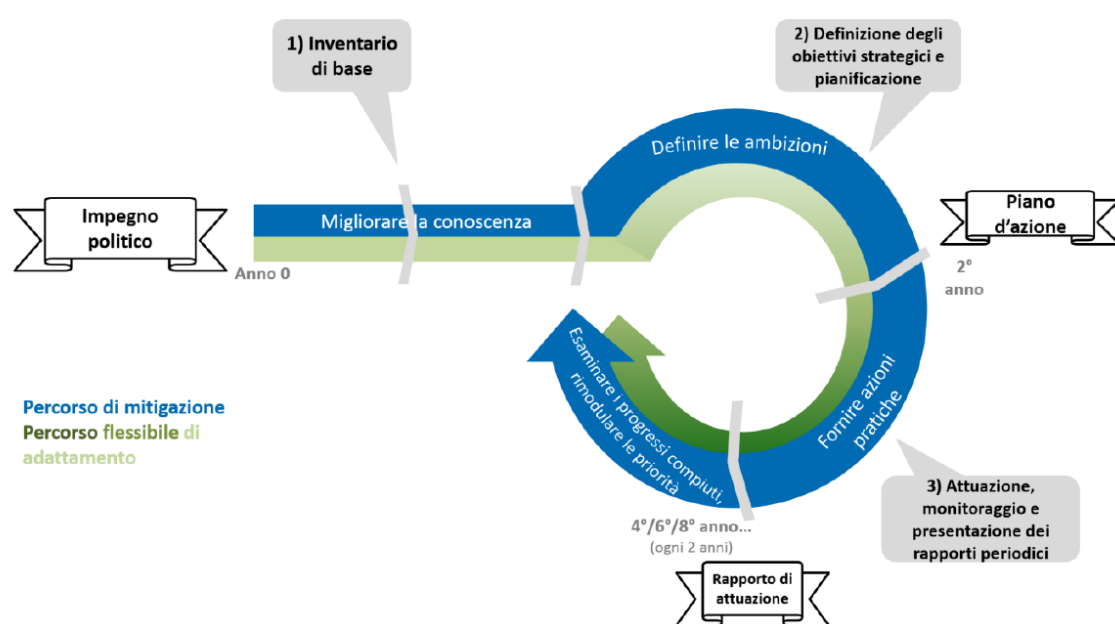 1) Inventario
di base
2) Definizione degli
obiettivi strategici e
pianificazione
Definire le ambizioni
Impegno
politico
Migliorare la conoscenza
Piano
d'azione
Anno 0
2°
anno
Esaminare i progressi compiuti,
rimodulare le priorità
Fornire azioni
pratiche
Percorso di mitigazione
Percorso flessibile di
adattamento
3) Attuazione,
monitoraggio e
presentazione dei
rapporti periodici
4°/6°/8° anno...
(ogni 2 anni)
Rapporto di
attuazione